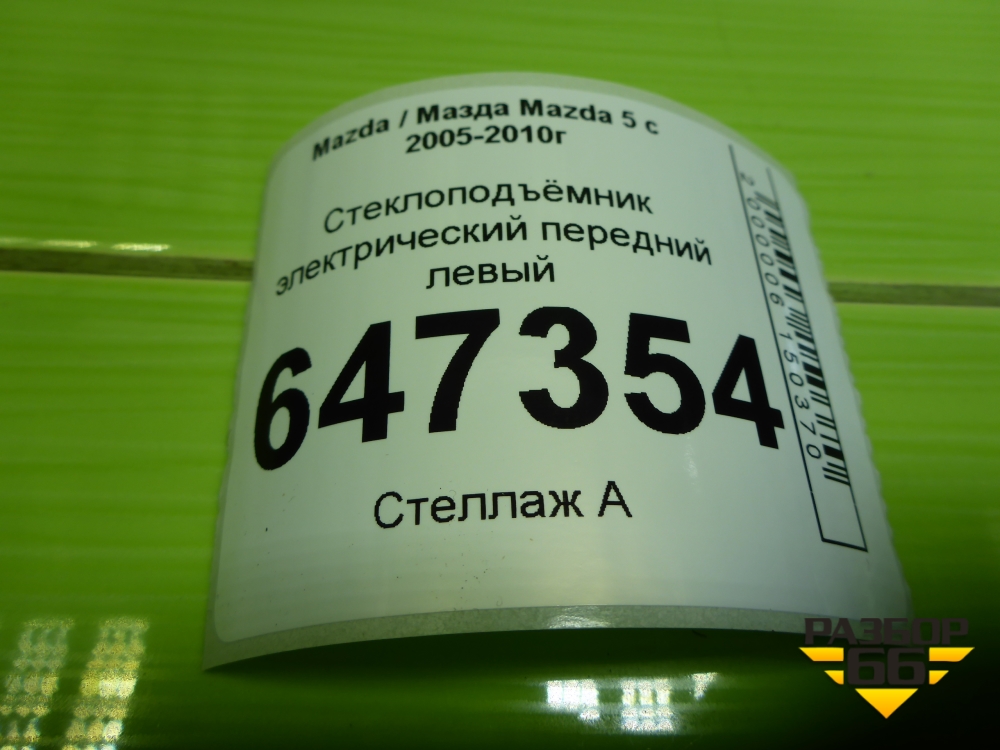 Mazda / Мазда Mazda 5 с
2005-2010г
Стеклоподъёмник
электрический передний
левый
647354
Стеллаж А
2000006150370
РАЗБОР
66